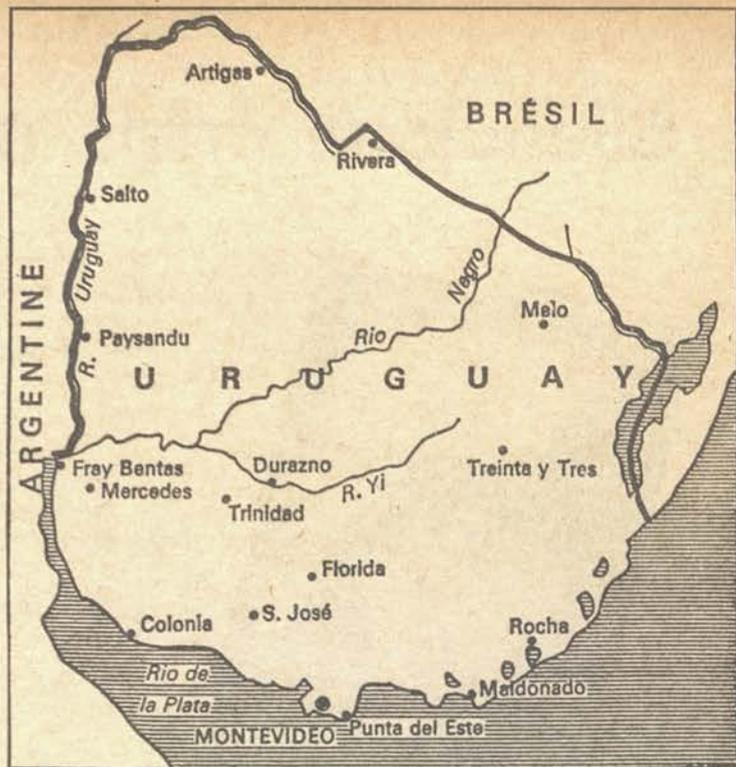 Artigas
BRÉSIL
Rivera
Salto
R. Uruguay
ARGENTINE
Rio Negro
Melo
Paysandu
URUGUAY
Fray Bentas
Mercedes
Durazno
R. Yi
Treinta y Tres
Trinidad
Florida
S. José
Colonia
Rocha
Rio de
la Plata
Maldonado
MONTEVIDEO
Punta del Este